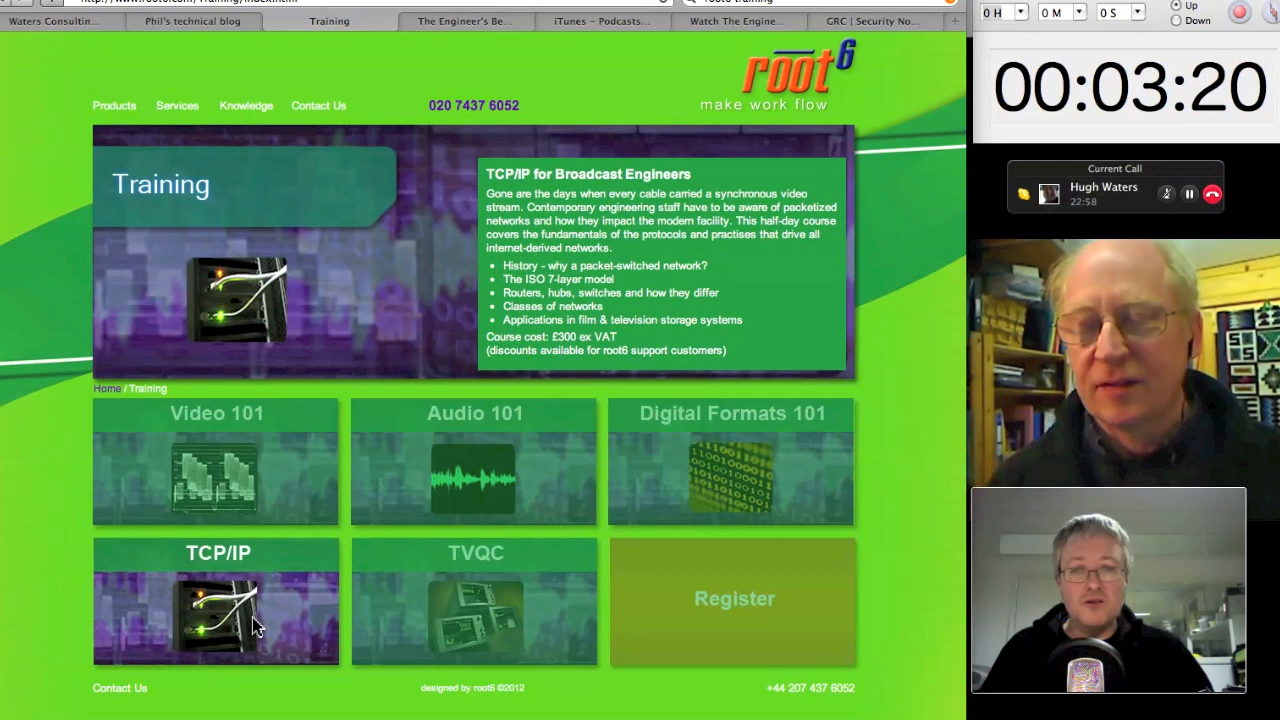 Waters Consultin...
Phil's technical blog
Training
The Engineer's Be...
iTunes - Podcasts...
Watch The Engine...
GRC | Security No...
0 H
0 M
0 S
Up
Down
00:03:20
root6
make work flow
Products
Services
Knowledge
Contact Us
020 7437 6052
Training
TCP/IP for Broadcast Engineers
Gone are the days when every cable carried a synchronous video
stream. Contemporary engineering staff have to be aware of packetized
networks and how they impact the modern facility. This half-day course
covers the fundamentals of the protocols and practises that drive all
internet-derived networks.
• History - why a packet-switched network?
• The ISO 7-layer model
• Routers, hubs, switches and how they differ
• Classes of networks
• Applications in film & television storage systems
Course cost: £300 ex VAT
(discounts available for root6 support customers)
Current Call
Hugh Waters
22:58
Home / Training
Video 101
Audio 101
Digital Formats 101
TCP/IP
TVQC
Register
Contact Us
designed by root6 ©2012
+44 207 437 6052